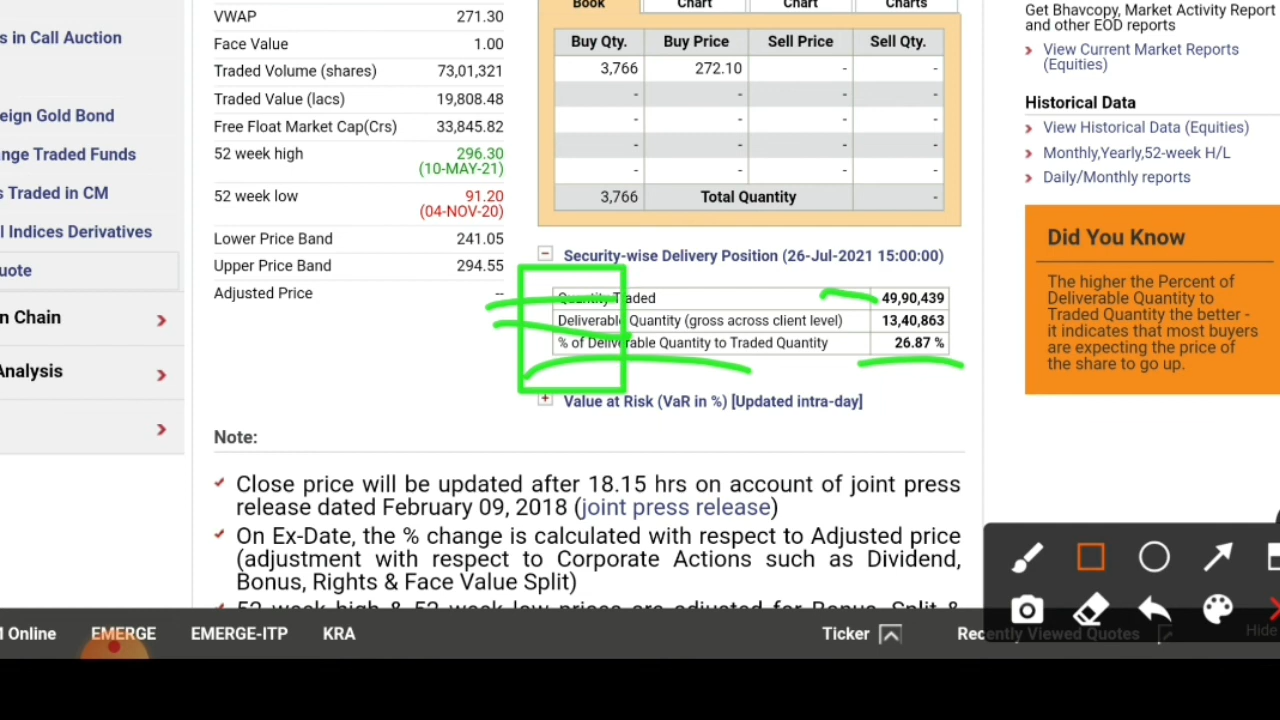 s in Call Auction
eign Gold Bond
nge Traded Funds
s Traded in CM
l Indices Derivatives
uote
n Chain
Analysis
VWAP 271.30
Face Value 1.00
Traded Volume (shares) 73,01,321
Traded Value (lacs) 19,808.48
Free Float Market Cap(Crs) 33,845.82
52 week high 296.30
(10-MAY-21)
52 week low 91.20
(04-NOV-20)
Lower Price Band 241.05
Upper Price Band 294.55
Adjusted Price --
Book Chart Chart Charts
Buy Qty. Buy Price Sell Price Sell Qty.
3,766 272.10 - -
- - - -
- - - -
- - - -
- - - -
3,766 Total Quantity -
Security-wise Delivery Position (26-Jul-2021 15:00:00)
Quantity Traded 49,90,439
Deliverable Quantity (gross across client level) 13,40,863
% of Deliverable Quantity to Traded Quantity 26.87 %
Value at Risk (VaR in %) [Updated intra-day]
Note:
Close price will be updated after 18.15 hrs on account of joint press
release dated February 09, 2018 (joint press release)
On Ex-Date, the % change is calculated with respect to Adjusted price
(adjustment with respect to Corporate Actions such as Dividend,
Bonus, Rights & Face Value Split)
52 week high & 52 week low prices are adjusted for Bonus, Split &
Get Bhavcopy, Market Activity Report
and other EOD reports
View Current Market Reports
(Equities)
Historical Data
View Historical Data (Equities)
Monthly,Yearly,52-week H/L
Daily/Monthly reports
Did You Know
The higher the Percent of
Deliverable Quantity to
Traded Quantity the better -
it indicates that most buyers
are expecting the price of
the share to go up.
M Online EMERGE EMERGE-ITP KRA Ticker Recently Viewed Quotes
Hide